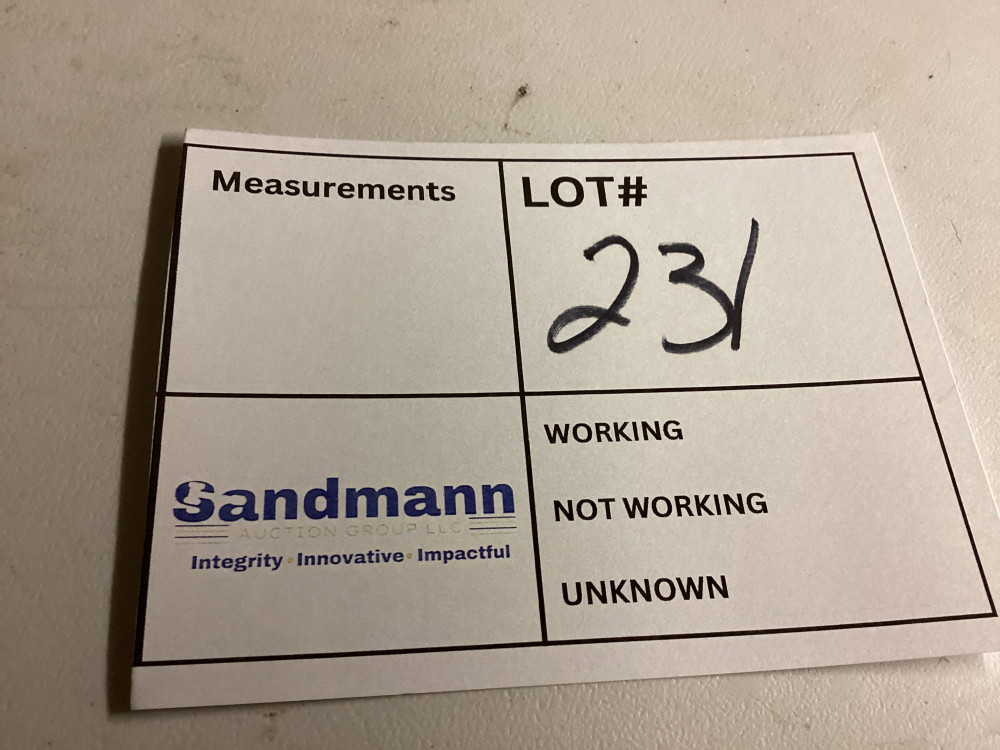 Measurements
LOT#
231
Sandmann
AUCTION GROUP LLC
Integrity • Innovative • Impactful
WORKING
NOT WORKING
UNKNOWN